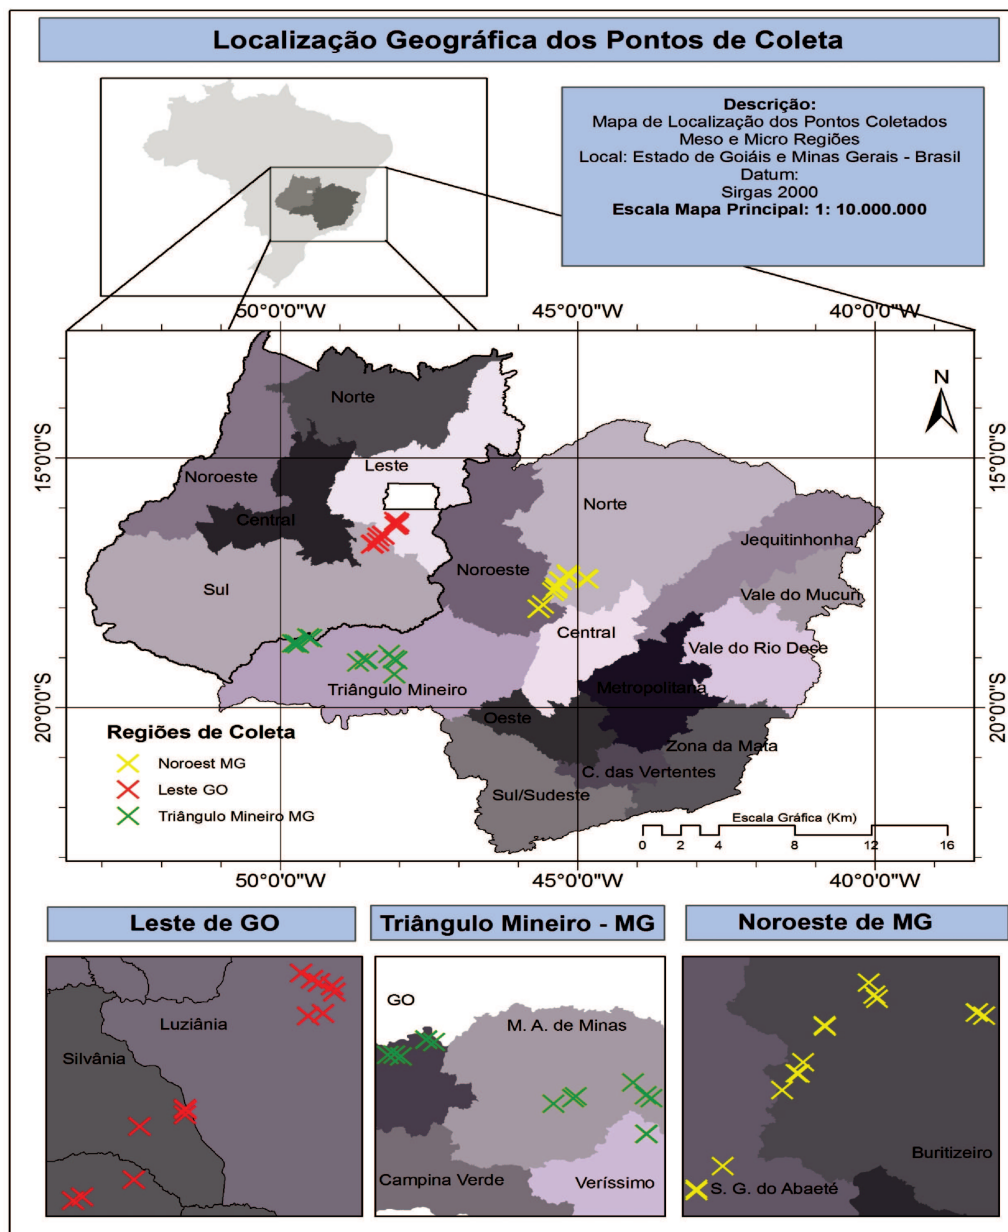 Localização Geográfica dos Pontos de Coleta
Descrição:
Mapa de Localização dos Pontos Coletados
Meso e Micro Regiões
Local: Estado de Goiáis e Minas Gerais - Brasil
Datum:
Sirgas 2000
Escala Mapa Principal: 1: 10.000.000
50°0'0"W
45°0'0"W
40°0'0"W
N
Norte
15°0'0"S
15°0'0"S
Leste
Noroeste
Norte
Central
Jequitinhonha
Noroeste
Sul
Vale do Mucuri
Central
Vale do Rio Doce
Triângulo Mineiro
Metropolitana
20°0'0"S
20°0'0"S
Oeste
Regiões de Coleta
Zona da Mata
Noroest MG
C. das Vertentes
Leste GO
Sul/Sudeste
Triângulo Mineiro MG
Escala Gráfica (Km)
0 2 4 8 12 16
50°0'0"W
45°0'0"W
40°0'0"W
Leste de GO
Luziânia
Silvânia
Triângulo Mineiro - MG
GO
M. A. de Minas
Campina Verde
Veríssimo
Noroeste de MG
Buritizeiro
S. G. do Abaeté